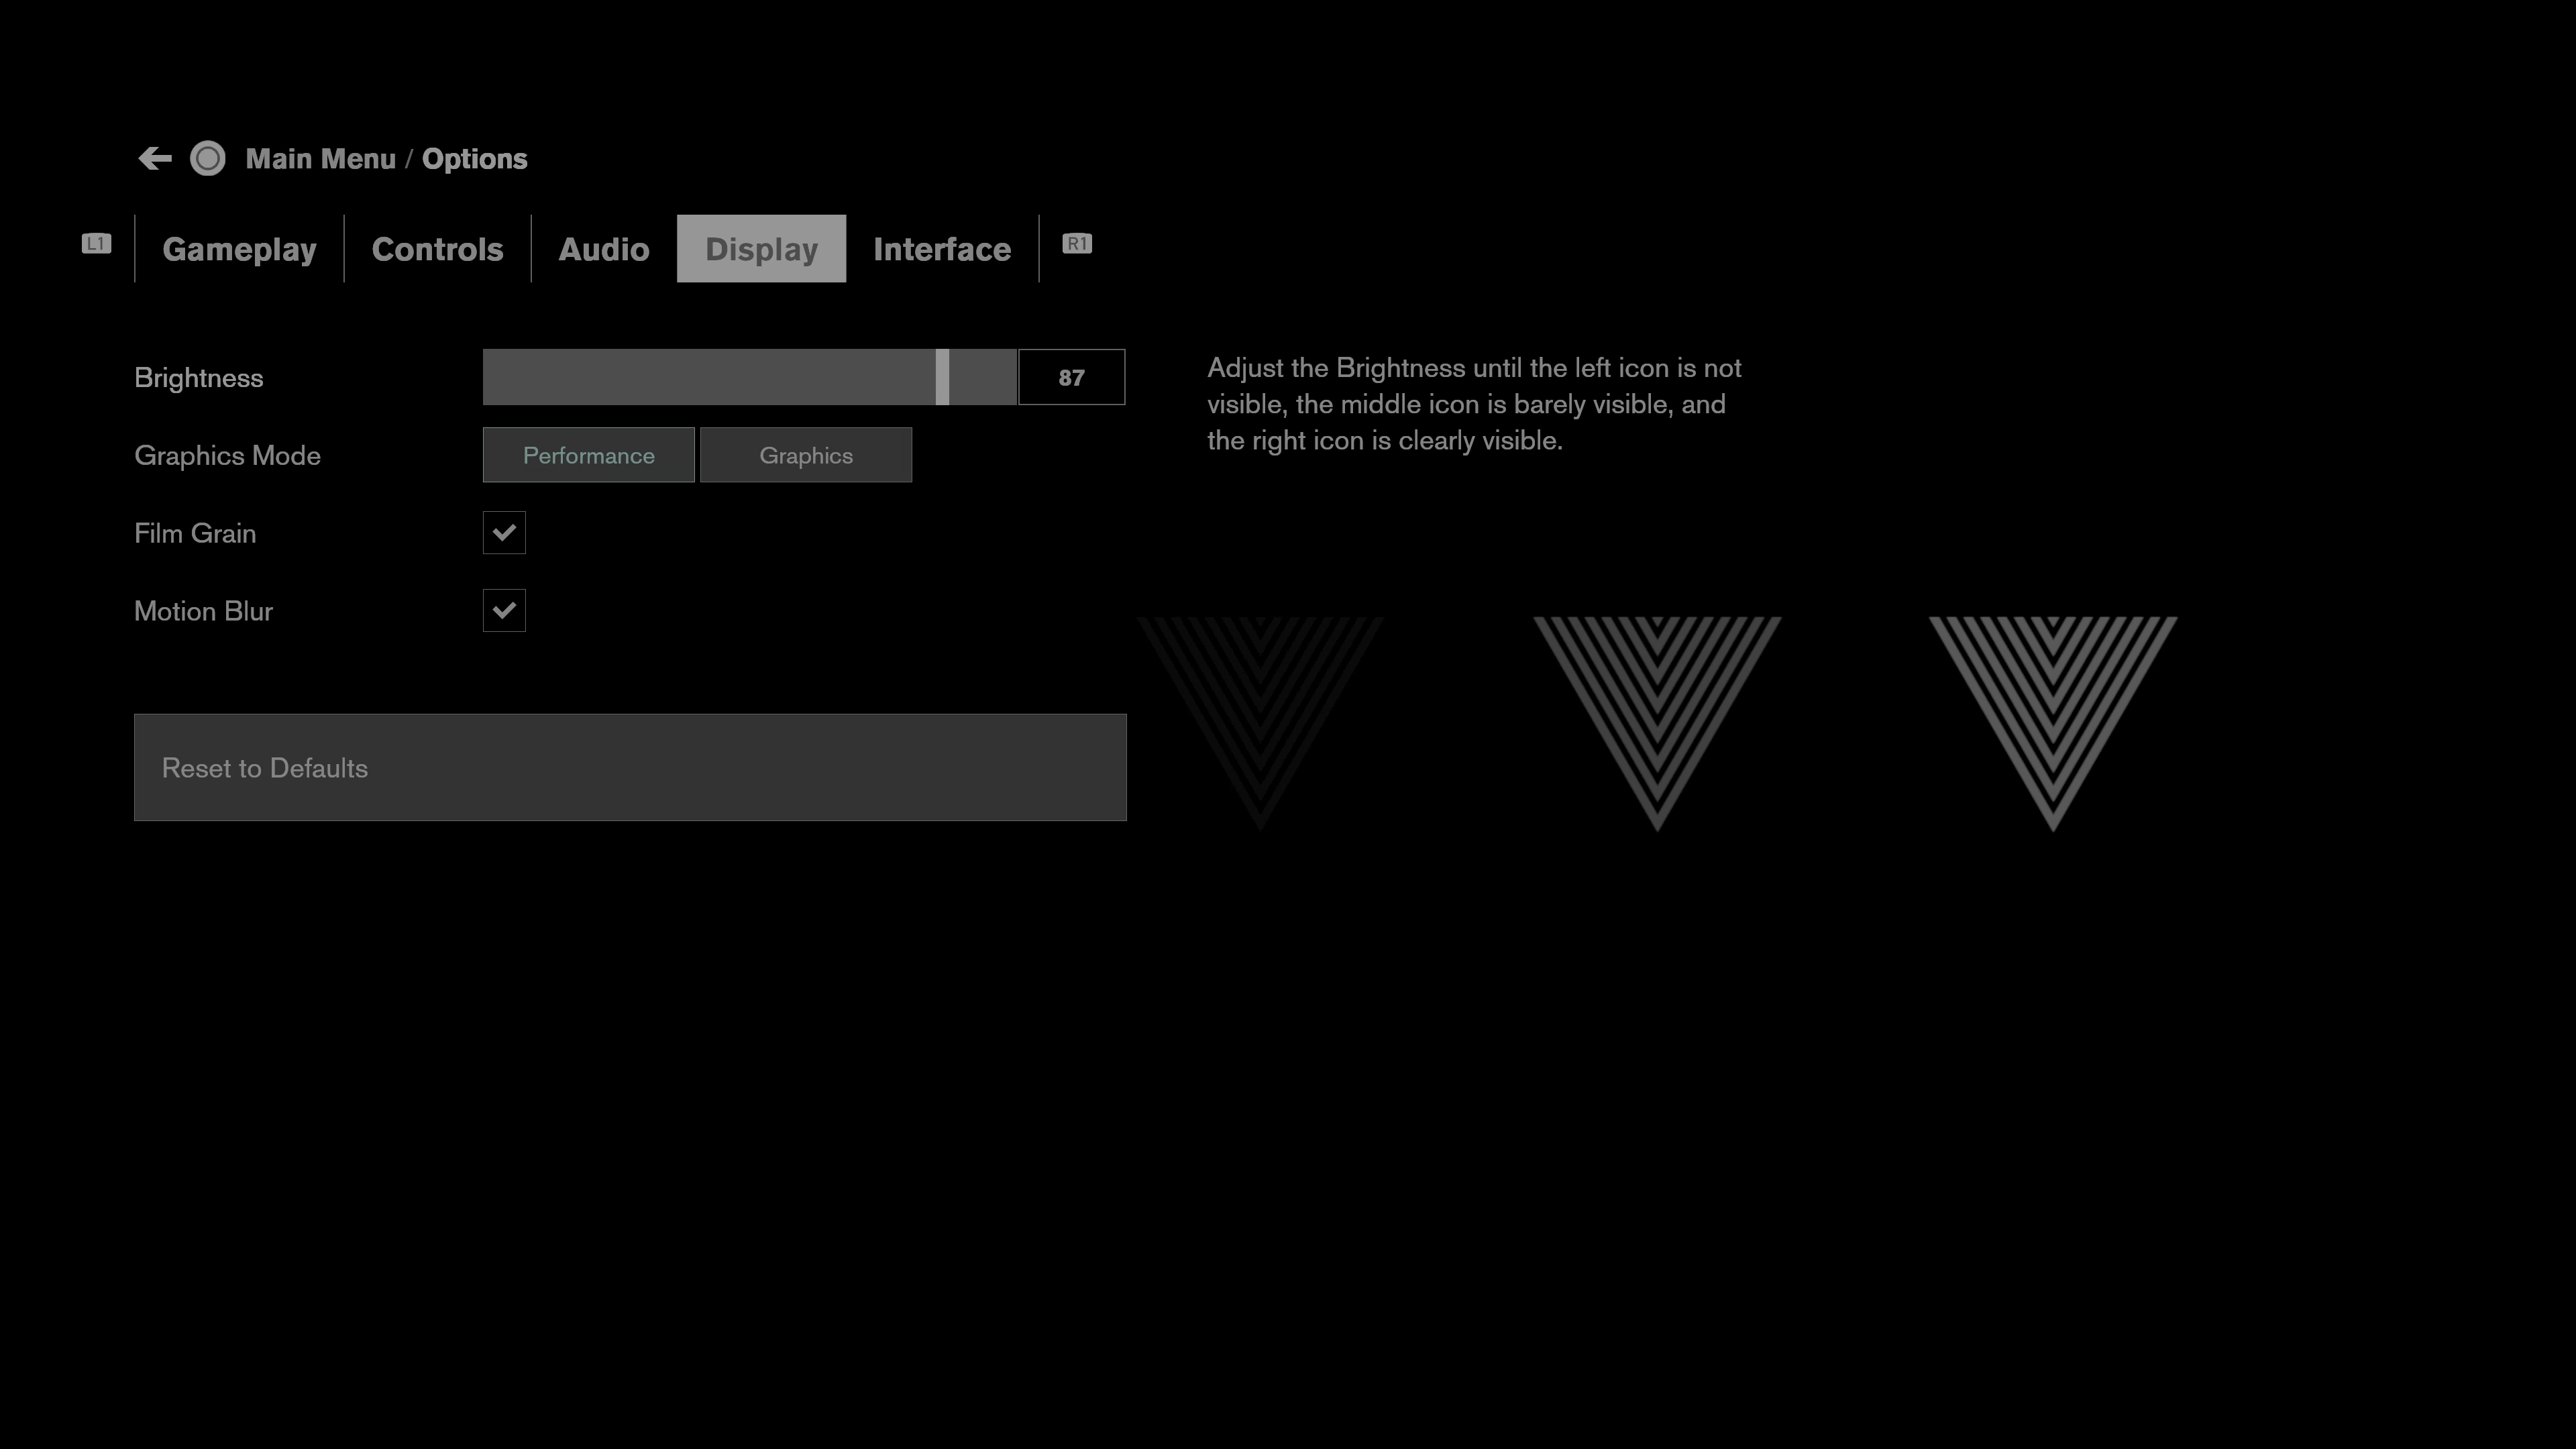 Main Menu / Options
L1 Gameplay Controls Audio Display Interface R1
Brightness 87
Graphics Mode Performance Graphics
Film Grain
Motion Blur
Reset to Defaults
Adjust the Brightness until the left icon is not
visible, the middle icon is barely visible, and
the right icon is clearly visible.